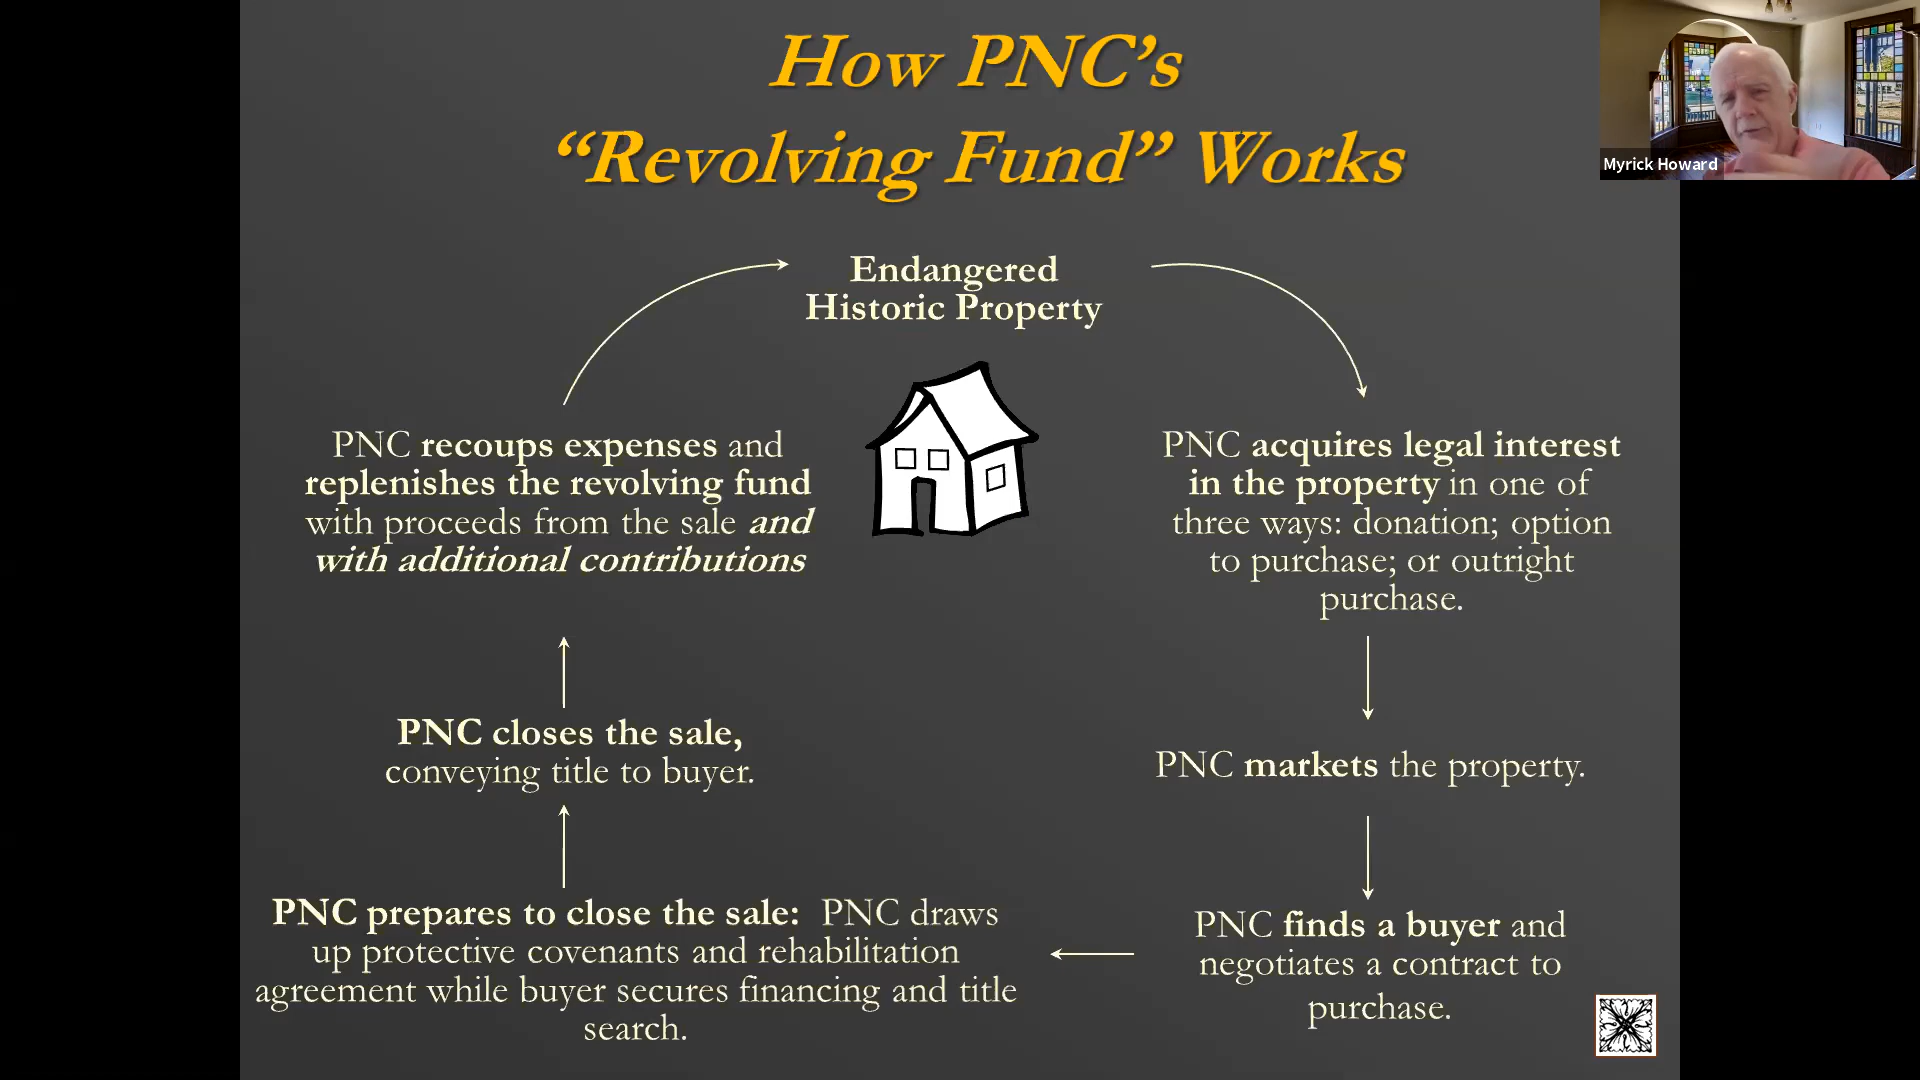 How PNC’s
“Revolving Fund” Works
Myrick Howard
Endangered
Historic Property
PNC acquires legal interest
in the property in one of
three ways: donation; option
to purchase; or outright
purchase.
PNC markets the property.
PNC finds a buyer and
negotiates a contract to
purchase.
PNC prepares to close the sale: PNC draws
up protective covenants and rehabilitation
agreement while buyer secures financing and title
search.
PNC closes the sale,
conveying title to buyer.
PNC recoups expenses and
replenishes the revolving fund
with proceeds from the sale and
with additional contributions